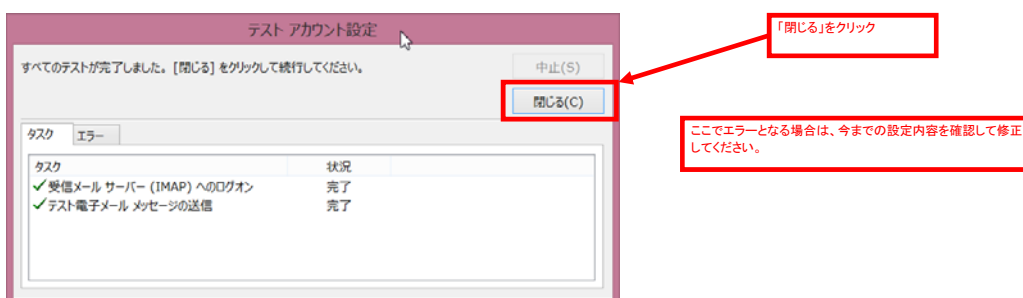 テスト アカウント設定
「閉じる」をクリック
すべてのテストが完了しました。[閉じる] をクリックして続行してください。
中止(S)
閉じる(C)
ここでエラーとなる場合は、今までの設定内容を確認して修正
してください。
タスク エラー
タスク 状況
受信メール サーバー (IMAP) へのログオン 完了
テスト電子メール メッセージの送信 完了